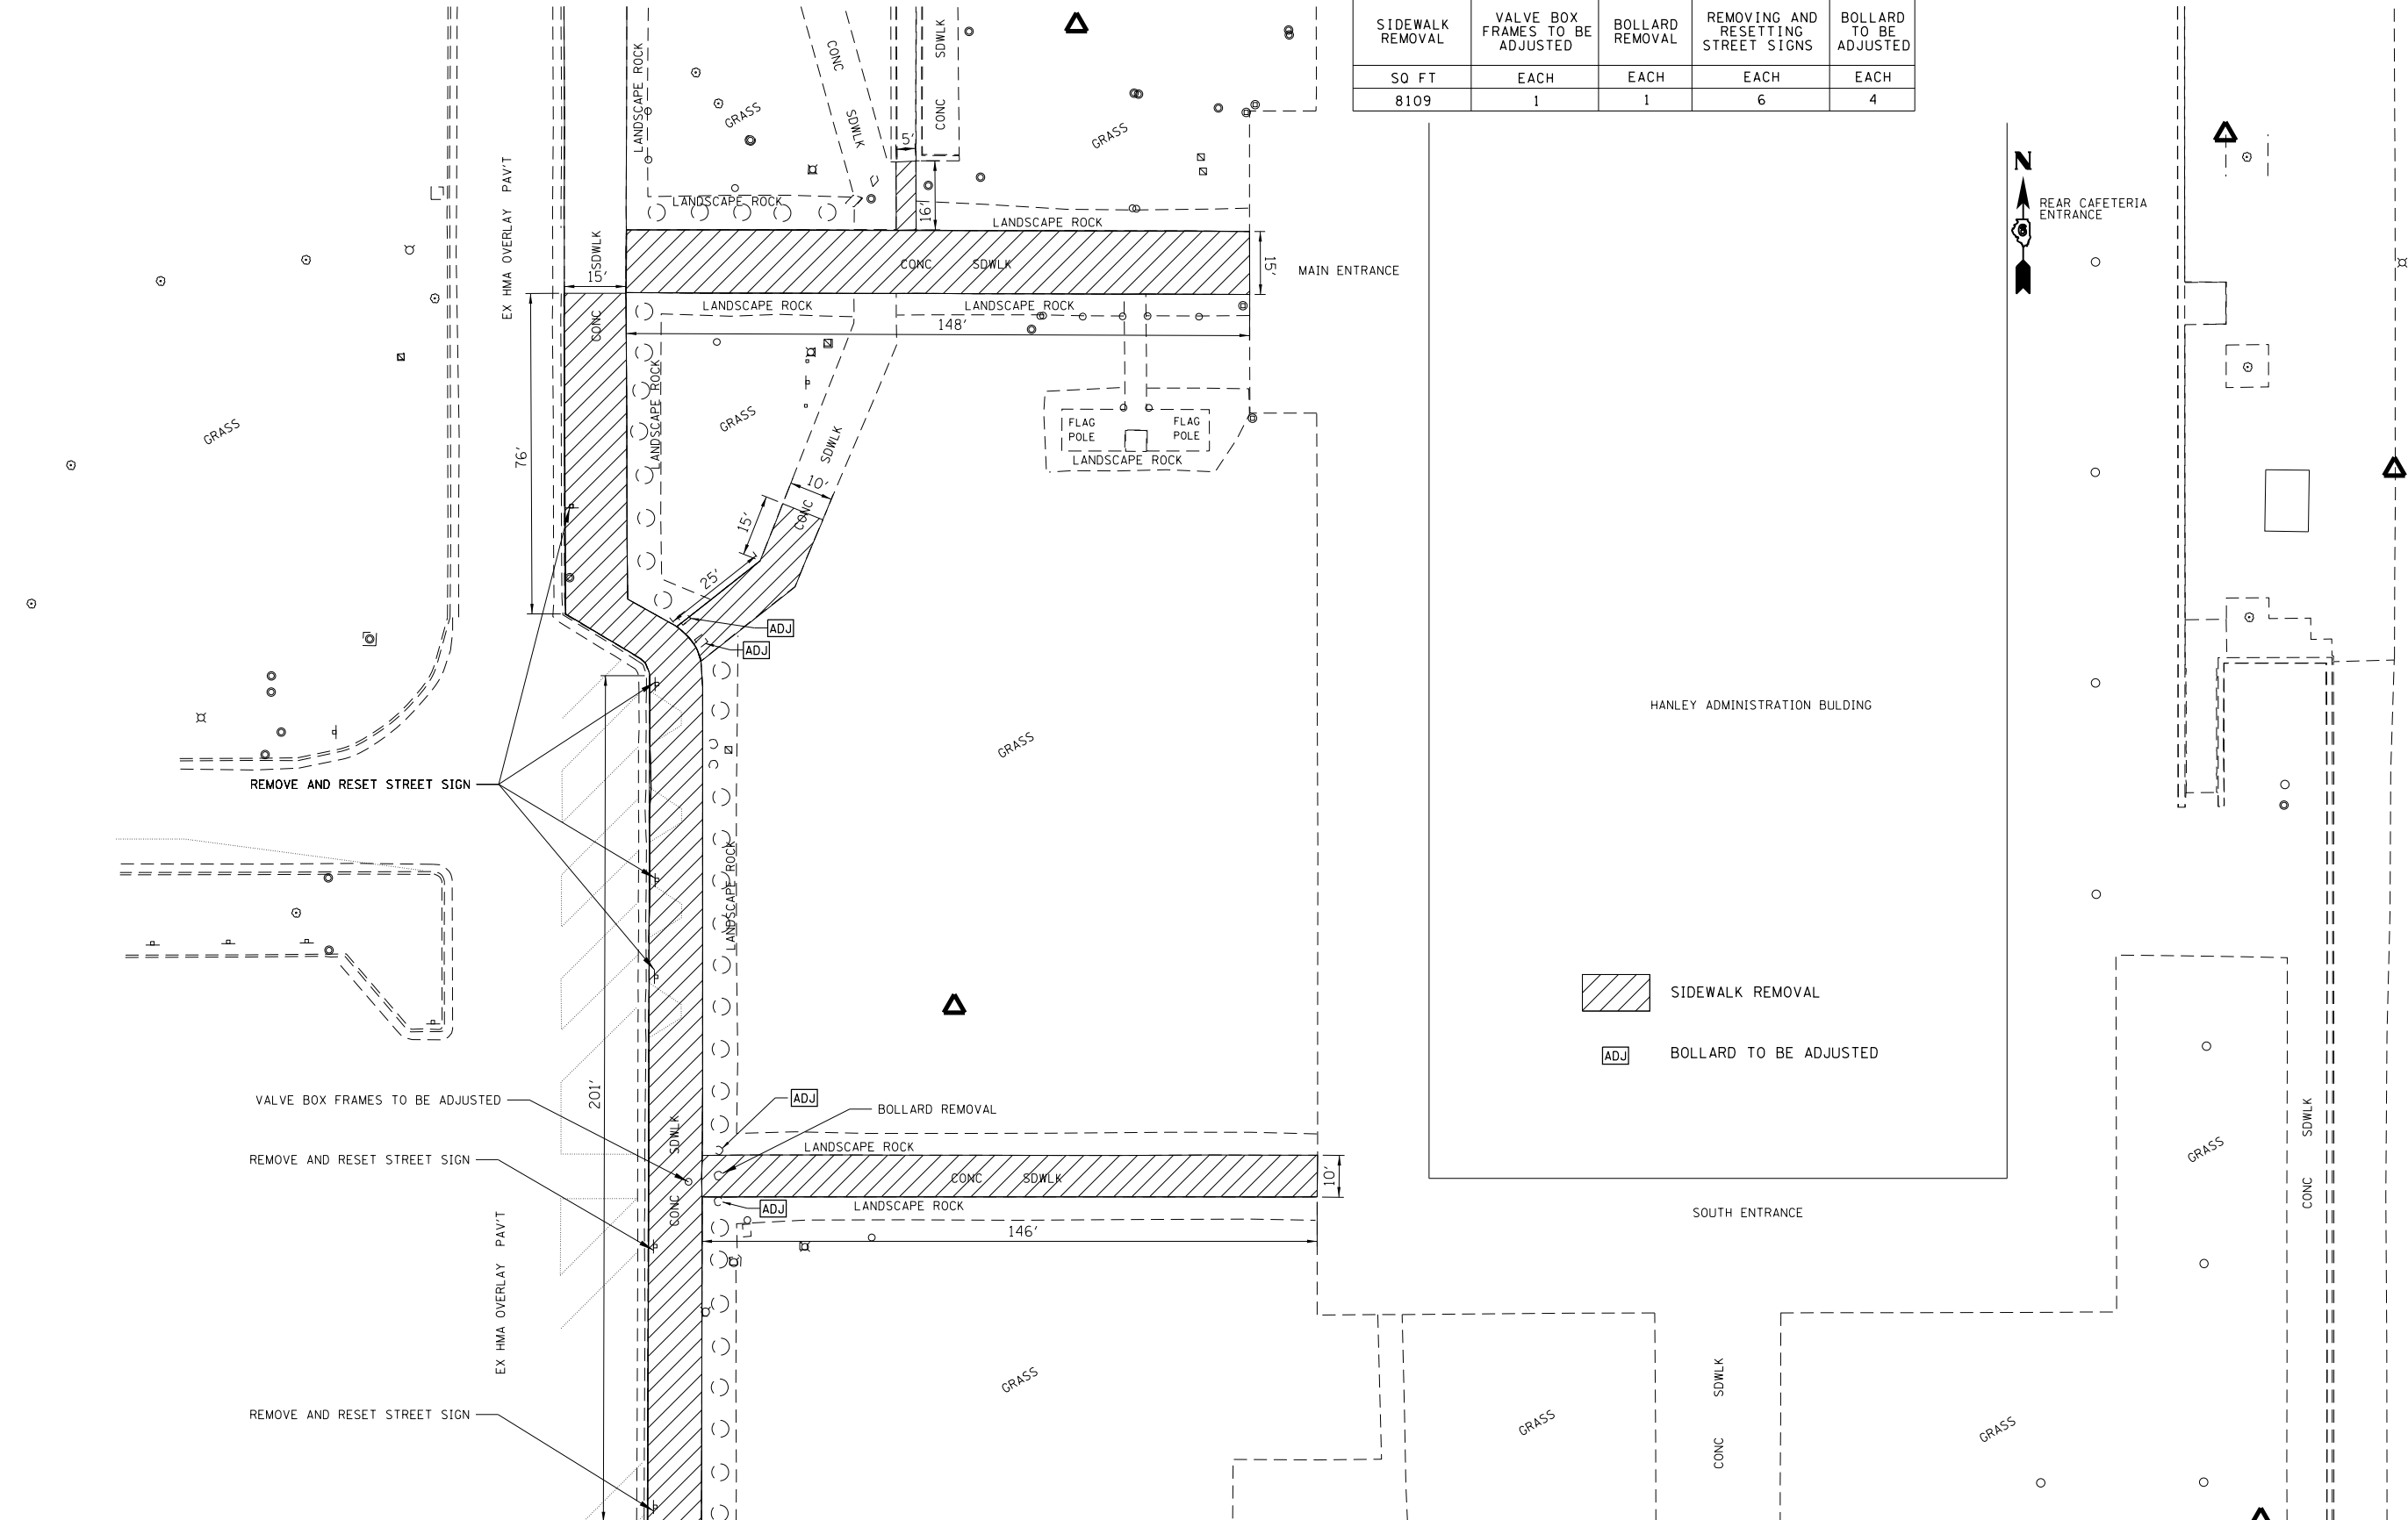 SIDEWALK
REMOVAL
VALVE BOX
FRAMES TO BE
ADJUSTED
BOLLARD
REMOVAL
REMOVING AND
RESETTING
STREET SIGNS
BOLLARD
TO BE
ADJUSTED
SQ FT
EACH
EACH
EACH
EACH
8109
1
1
6
4
LANDSCAPE ROCK
CONC SDWLK
CONC SDWLK
GRASS
GRASS
5'
16'
EX HMA OVERLAY PAV'T
LANDSCAPE ROCK
LANDSCAPE ROCK
N
REAR CAFETERIA
ENTRANCE
CONC SDWLK
15'
CONC SDWLK
15'
MAIN ENTRANCE
LANDSCAPE ROCK
LANDSCAPE ROCK
148'
LANDSCAPE ROCK
GRASS
GRASS
76'
CONC SDWLK
FLAG
POLE
FLAG
POLE
LANDSCAPE ROCK
10'
15'
25'
ADJ
ADJ
GRASS
HANLEY ADMINISTRATION BULDING
REMOVE AND RESET STREET SIGN
LANDSCAPE ROCK
SIDEWALK REMOVAL
ADJ
BOLLARD TO BE ADJUSTED
201'
VALVE BOX FRAMES TO BE ADJUSTED
ADJ
BOLLARD REMOVAL
CONC SDWLK
LANDSCAPE ROCK
REMOVE AND RESET STREET SIGN
CONC SDWLK
10'
ADJ
LANDSCAPE ROCK
146'
SOUTH ENTRANCE
GRASS
CONC SDWLK
EX HMA OVERLAY PAV'T
GRASS
CONC SDWLK
GRASS
GRASS
REMOVE AND RESET STREET SIGN